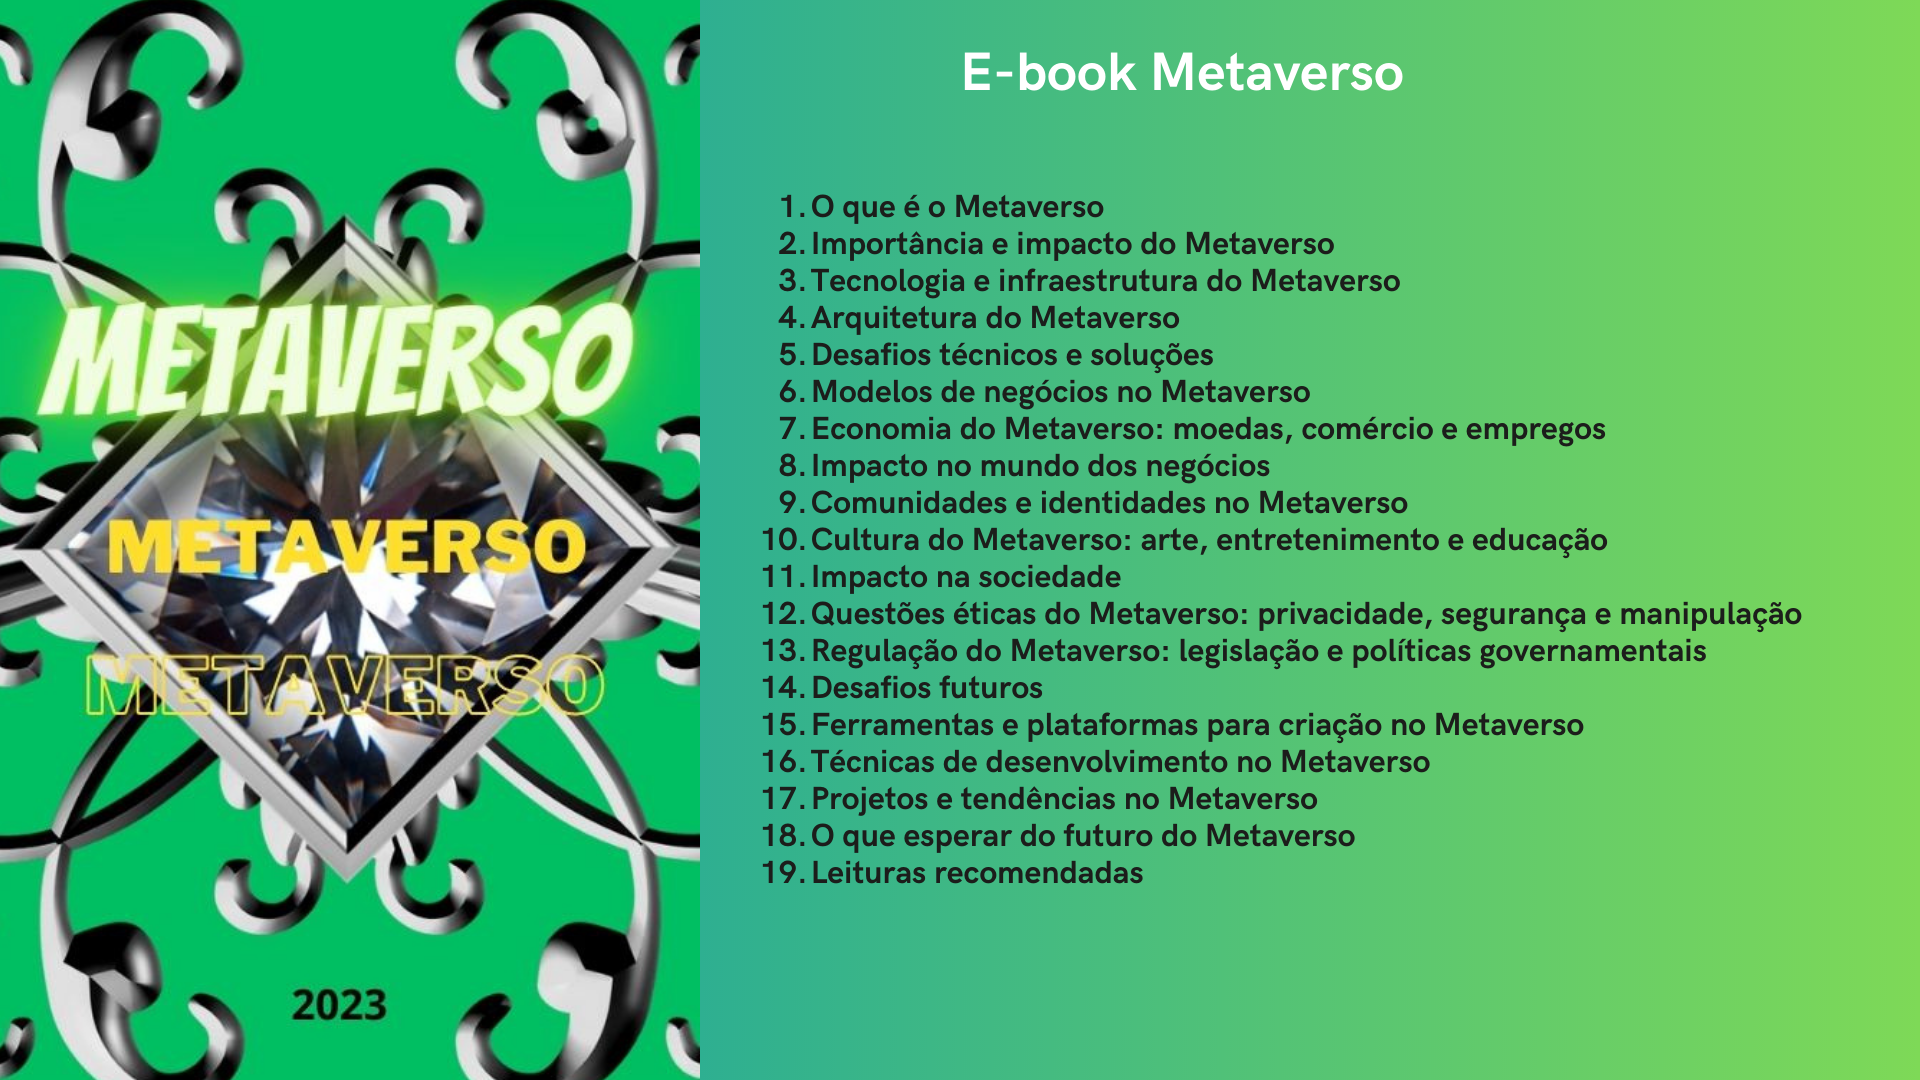 METAVERSO
METAVERSO
METAVERSO
2023
E-book Metaverso
1. O que é o Metaverso
2. Importância e impacto do Metaverso
3. Tecnologia e infraestrutura do Metaverso
4. Arquitetura do Metaverso
5. Desafios técnicos e soluções
6. Modelos de negócios no Metaverso
7. Economia do Metaverso: moedas, comércio e empregos
8. Impacto no mundo dos negócios
9. Comunidades e identidades no Metaverso
10. Cultura do Metaverso: arte, entretenimento e educação
11. Impacto na sociedade
12. Questões éticas do Metaverso: privacidade, segurança e manipulação
13. Regulação do Metaverso: legislação e políticas governamentais
14. Desafios futuros
15. Ferramentas e plataformas para criação no Metaverso
16. Técnicas de desenvolvimento no Metaverso
17. Projetos e tendências no Metaverso
18. O que esperar do futuro do Metaverso
19. Leituras recomendadas